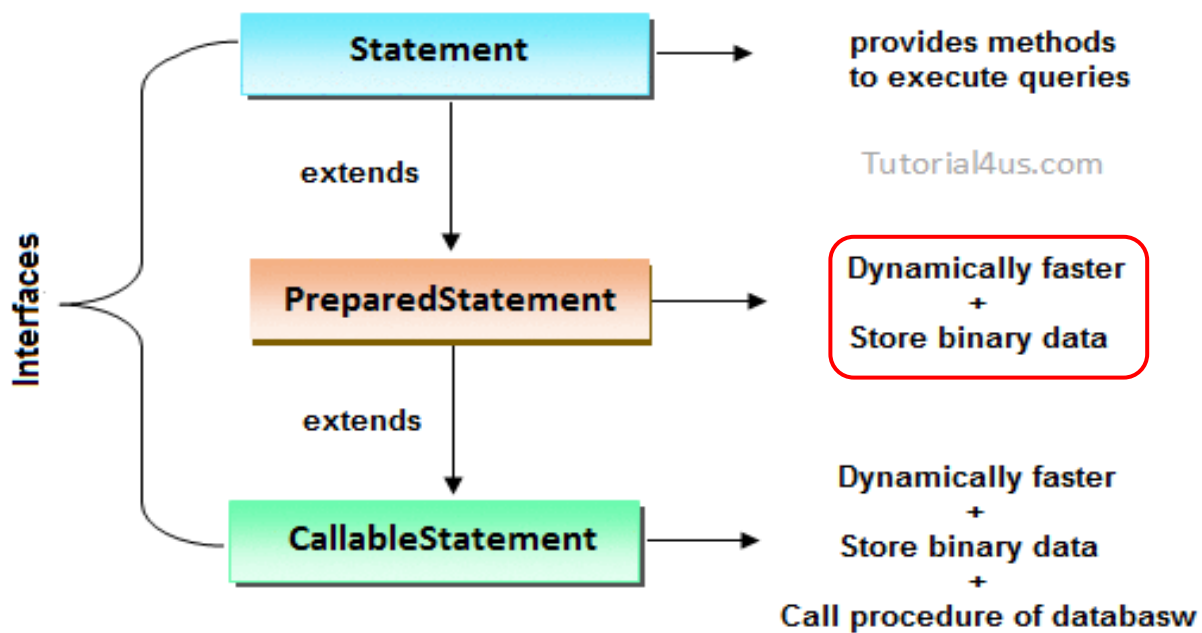 Statement
provides methods
to execute queries
extends
Tutorial4us.com
Interfaces
PreparedStatement
Dynamically faster
+
Store binary data
extends
CallableStatement
Dynamically faster
+
Store binary data
+
Call procedure of databasw